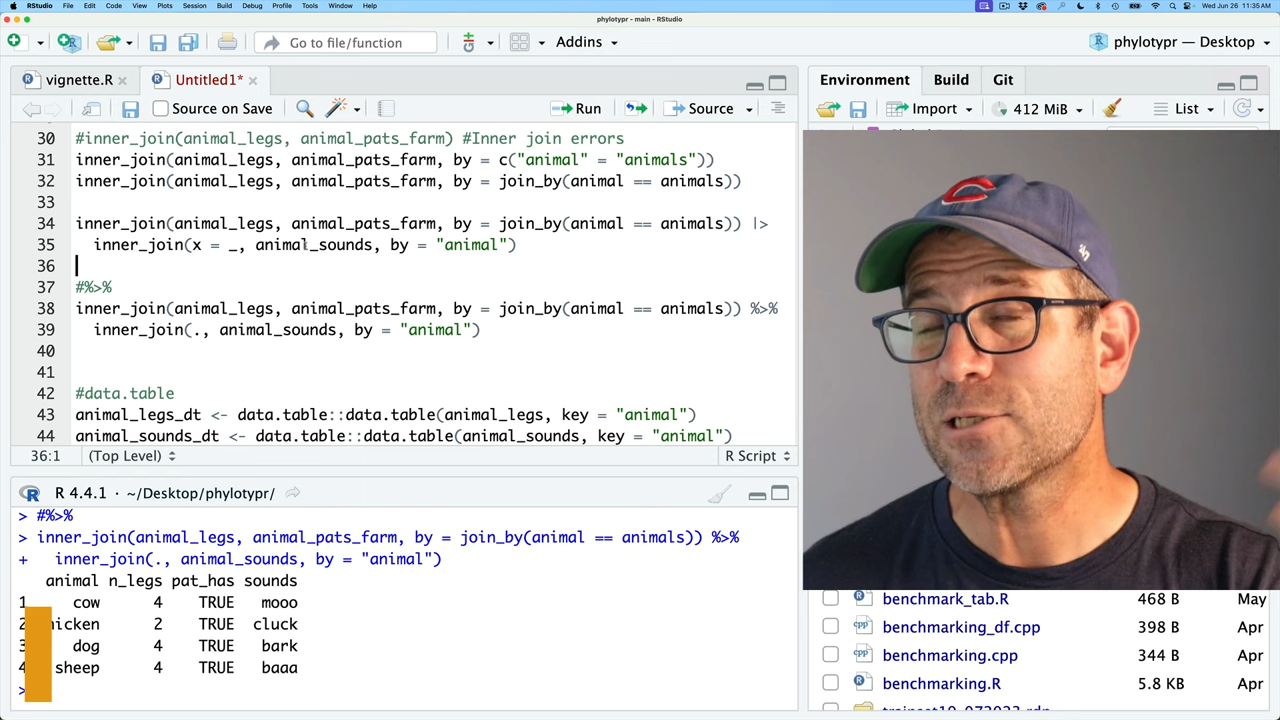 RStudio File Edit Code View Plots Session Build Debug Profile Tools Window Help Wed Jun 26 11:35 AM
phylotypr - main - RStudio
Go to file/function Addins phylotypr — Desktop
vignette.R Untitled1* Environment Build Git
Source on Save Run Source Import 412 MiB List
30 #inner_join(animal_legs, animal_pats_farm) #Inner join errors
31 inner_join(animal_legs, animal_pats_farm, by = c("animal" = "animals"))
32 inner_join(animal_legs, animal_pats_farm, by = join_by(animal == animals))
33
34 inner_join(animal_legs, animal_pats_farm, by = join_by(animal == animals)) |>
35 inner_join(x = _, animal_sounds, by = "animal")
36
37 #%>%
38 inner_join(animal_legs, animal_pats_farm, by = join_by(animal == animals)) %>%
39 inner_join(., animal_sounds, by = "animal")
40
41
42 #data.table
43 animal_legs_dt <- data.table::data.table(animal_legs, key = "animal")
44 animal_sounds_dt <- data.table::data.table(animal_sounds, key = "animal")
36:1 (Top Level) R Script
R 4.4.1 · ~/Desktop/phylotypr/
> #%>%
> inner_join(animal_legs, animal_pats_farm, by = join_by(animal == animals)) %>%
+ inner_join(., animal_sounds, by = "animal")
animal n_legs pat_has sounds
1 cow 4 TRUE mooo
2 hicken 2 TRUE cluck
3 dog 4 TRUE bark
4 sheep 4 TRUE baaa
>
benchmark_tab.R 468 B May
benchmarking_df.cpp 398 B Apr
benchmarking.cpp 344 B Apr
benchmarking.R 5.8 KB Apr